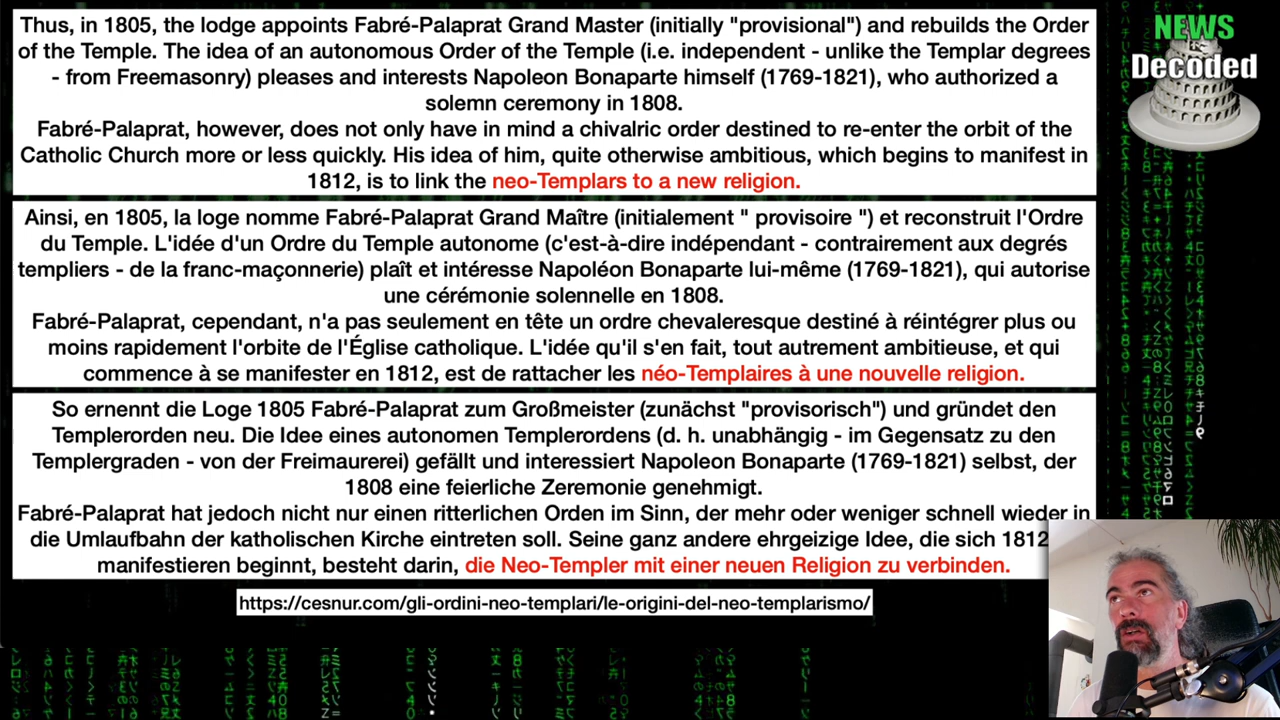 Thus, in 1805, the lodge appoints Fabré-Palaprat Grand Master (initially "provisional") and rebuilds the Order
of the Temple. The idea of an autonomous Order of the Temple (i.e. independent - unlike the Templar degrees
- from Freemasonry) pleases and interests Napoleon Bonaparte himself (1769-1821), who authorized a
solemn ceremony in 1808.
Fabré-Palaprat, however, does not only have in mind a chivalric order destined to re-enter the orbit of the
Catholic Church more or less quickly. His idea of him, quite otherwise ambitious, which begins to manifest in
1812, is to link the neo-Templars to a new religion.
Ainsi, en 1805, la loge nomme Fabré-Palaprat Grand Maître (initialement " provisoire ") et reconstruit l'Ordre
du Temple. L'idée d'un Ordre du Temple autonome (c'est-à-dire indépendant - contrairement aux degrés
templiers - de la franc-maçonnerie) plaît et intéresse Napoléon Bonaparte lui-même (1769-1821), qui autorise
une cérémonie solennelle en 1808.
Fabré-Palaprat, cependant, n'a pas seulement en tête un ordre chevaleresque destiné à réintégrer plus ou
moins rapidement l'orbite de l'Église catholique. L'idée qu'il s'en fait, tout autrement ambitieuse, et qui
commence à se manifester en 1812, est de rattacher les néo-Templaires à une nouvelle religion.
So ernennt die Loge 1805 Fabré-Palaprat zum Großmeister (zunächst "provisorisch") und gründet den
Templerorden neu. Die Idee eines autonomen Templerordens (d. h. unabhängig - im Gegensatz zu den
Templergraden - von der Freimaurerei) gefällt und interessiert Napoleon Bonaparte (1769-1821) selbst, der
1808 eine feierliche Zeremonie genehmigt.
Fabré-Palaprat hat jedoch nicht nur einen ritterlichen Orden im Sinn, der mehr oder weniger schnell wieder in
die Umlaufbahn der katholischen Kirche eintreten soll. Seine ganz andere ehrgeizige Idee, die sich 1812
manifestieren beginnt, besteht darin, die Neo-Templer mit einer neuen Religion zu verbinden.
https://cesnur.com/gli-ordini-neo-templari/le-origini-del-neo-templarismo/
NEWS
Decoded